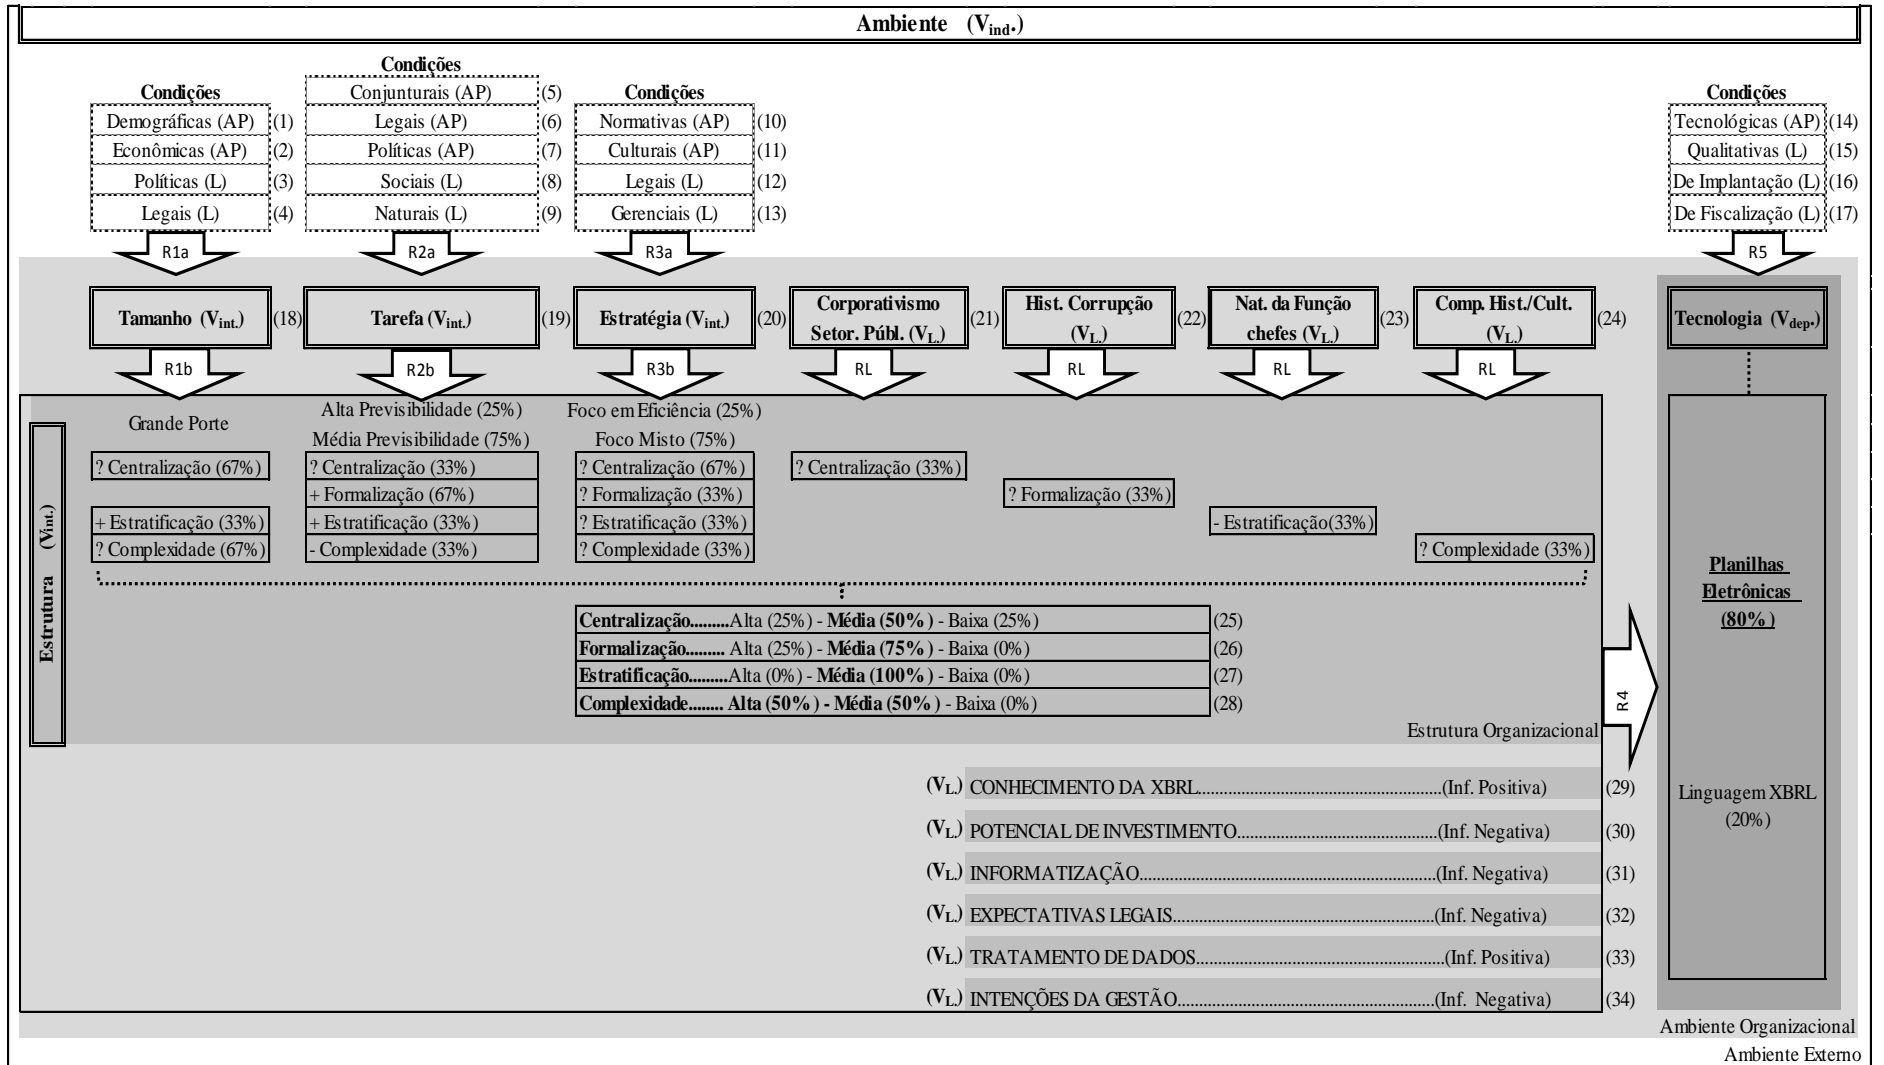 Ambiente (Vind.)
Condições
Demográficas (AP) (1)
Econômicas (AP) (2)
Políticas (L) (3)
Legais (L) (4)
R1a
Condições
Conjunturais (AP) (5)
Legais (AP) (6)
Políticas (AP) (7)
Sociais (L) (8)
Naturais (L) (9)
R2a
Condições
Normativas (AP) (10)
Culturais (AP) (11)
Legais (L) (12)
Gerenciais (L) (13)
R3a
Condições
Tecnológicas (AP) (14)
Qualitativas (L) (15)
De Implantação (L) (16)
De Fiscalização (L) (17)
R5
Tamanho (Vint.) (18)
Tarefa (Vint.) (19)
Estratégia (Vint.) (20)
Corporativismo
Setor. Públ. (VL.) (21)
Hist. Corrupção
(VL.) (22)
Nat. da Função
chefes (VL.) (23)
Comp. Hist./Cult.
(VL.) (24)
Tecnologia (Vdep.)
R1b
R2b
R3b
RL
RL
RL
RL
Estrutura (Vint.)
Grande Porte
? Centralização (67%)
+ Estratificação (33%)
? Complexidade (67%)
Alta Previsibilidade (25%)
Média Previsibilidade (75%)
? Centralização (33%)
+ Formalização (67%)
+ Estratificação (33%)
- Complexidade (33%)
Foco em Eficiência (25%)
Foco Misto (75%)
? Centralização (67%)
? Formalização (33%)
? Estratificação (33%)
? Complexidade (33%)
? Centralização (33%)
? Formalização (33%)
- Estratificação(33%)
? Complexidade (33%)
Centralização.........Alta (25%) - Média (50%) - Baixa (25%) (25)
Formalização......... Alta (25%) - Média (75%) - Baixa (0%) (26)
Estratificação.........Alta (0%) - Média (100%) - Baixa (0%) (27)
Complexidade........ Alta (50%) - Média (50%) - Baixa (0%) (28)
Estrutura Organizacional
R4
Planilhas
Eletrônicas
(80%)
Linguagem XBRL
(20%)
(VL.) CONHECIMENTO DA XBRL..................................................(Inf. Positiva) (29)
(VL.) POTENCIAL DE INVESTIMENTO.........................................(Inf. Negativa) (30)
(VL.) INFORMATIZAÇÃO.............................................................(Inf. Negativa) (31)
(VL.) EXPECTATIVAS LEGAIS......................................................(Inf. Negativa) (32)
(VL.) TRATAMENTO DE DADOS...................................................(Inf. Positiva) (33)
(VL.) INTENÇÕES DA GESTÃO.....................................................(Inf. Negativa) (34)
Ambiente Organizacional
Ambiente Externo